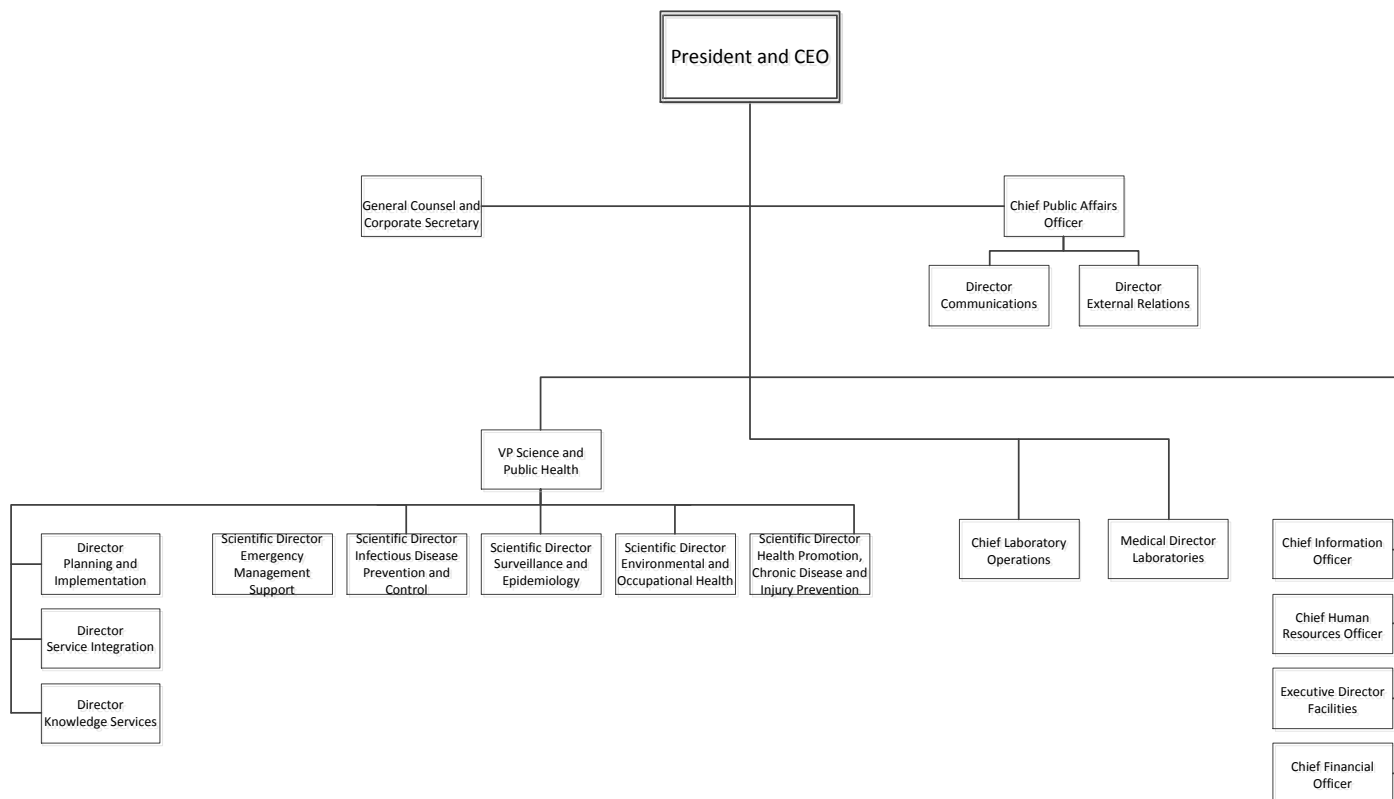 President and CEO
General Counsel and
Corporate Secretary
Chief Public Affairs
Officer
Director
Communications
Director
External Relations
VP Science and
Public Health
Director
Planning and
Implementation
Scientific Director
Emergency
Management
Support
Scientific Director
Infectious Disease
Prevention and
Control
Scientific Director
Surveillance and
Epidemiology
Scientific Director
Environmental and
Occupational Health
Scientific Director
Health Promotion,
Chronic Disease and
Injury Prevention
Chief Laboratory
Operations
Medical Director
Laboratories
Chief Information
Officer
Director
Service Integration
Chief Human
Resources Officer
Director
Knowledge Services
Executive Director
Facilities
Chief Financial
Officer